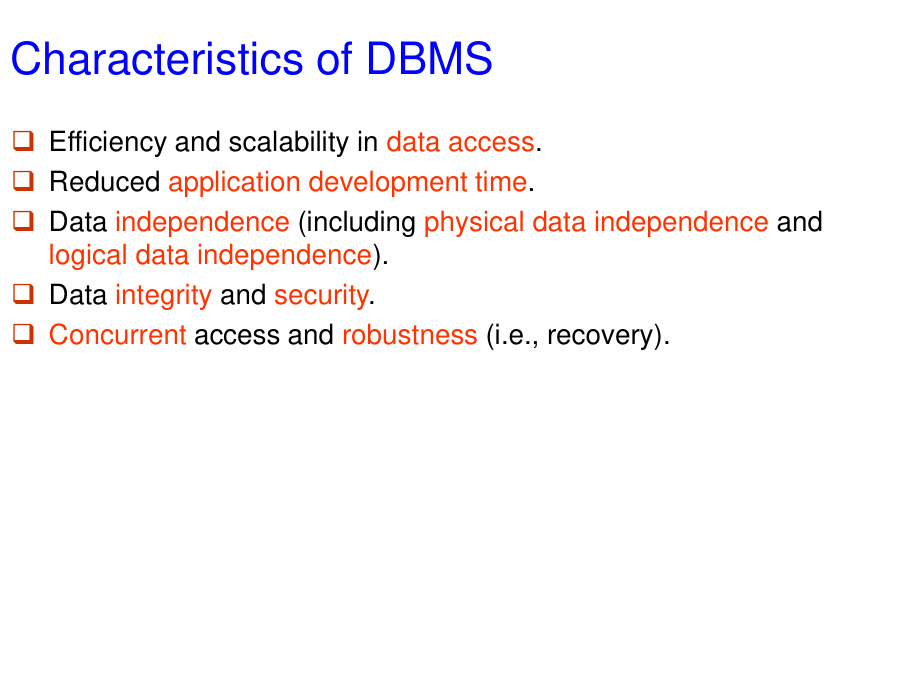 Characteristics of DBMS
❑ Efficiency and scalability in data access.
❑ Reduced application development time.
❑ Data independence (including physical data independence and
logical data independence).
❑ Data integrity and security.
❑ Concurrent access and robustness (i.e., recovery).